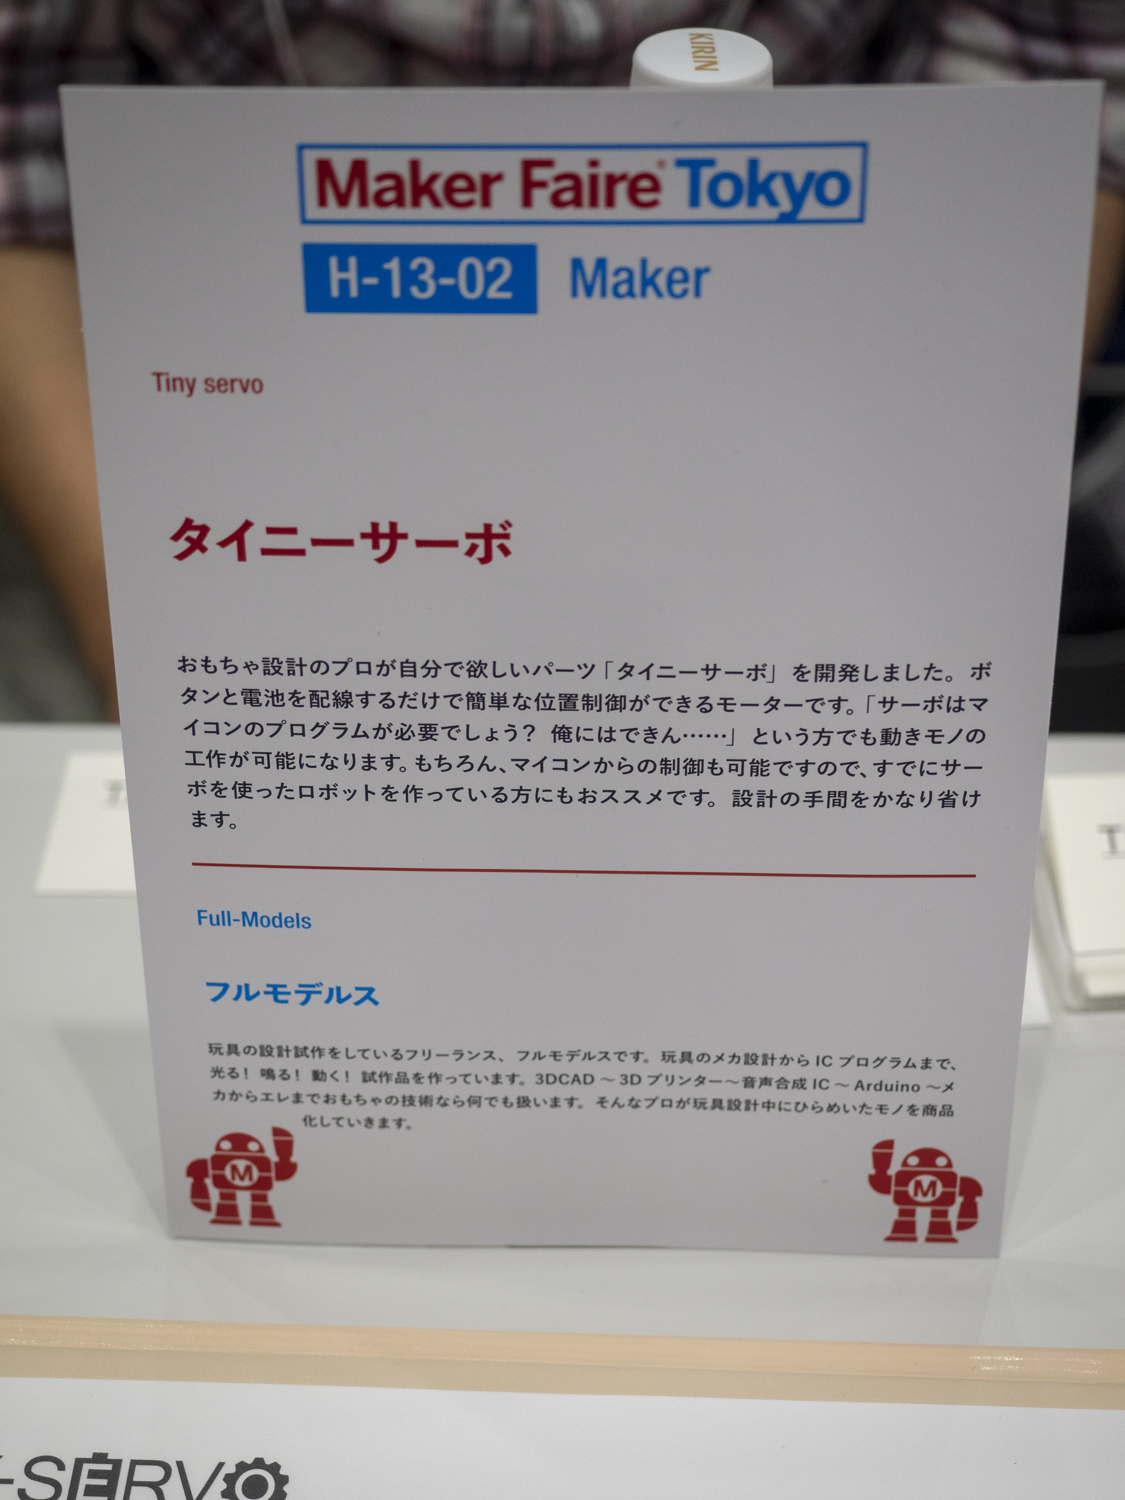 KIRIN
Maker Faire® Tokyo
H-13-02 Maker
Tiny servo
タイニーサーボ
おもちゃ設計のプロが自分で欲しいパーツ「タイニーサーボ」を開発しました。ボ
タンと電池を配線するだけで簡単な位置制御ができるモーターです。「サーボはマ
イコンのプログラムが必要でしょう? 俺にはできん……」という方でも動きモノの
工作が可能になります。もちろん、マイコンからの制御も可能ですので、すでにサー
ボを使ったロボットを作っている方にもおススメです。設計の手間をかなり省け
ます。
Full-Models
フルモデルス
玩具の設計試作をしているフリーランス、フルモデルスです。玩具のメカ設計から IC プログラムまで、
光る! 鳴る! 動く! 試作品を作っています。3DCAD ～ 3D プリンター～音声合成 IC ～ Arduino ～メ
カからエレまでおもちゃの技術なら何でも扱います。そんなプロが玩具設計中にひらめいたモノを商品
化していきます。
M M
-SERVO